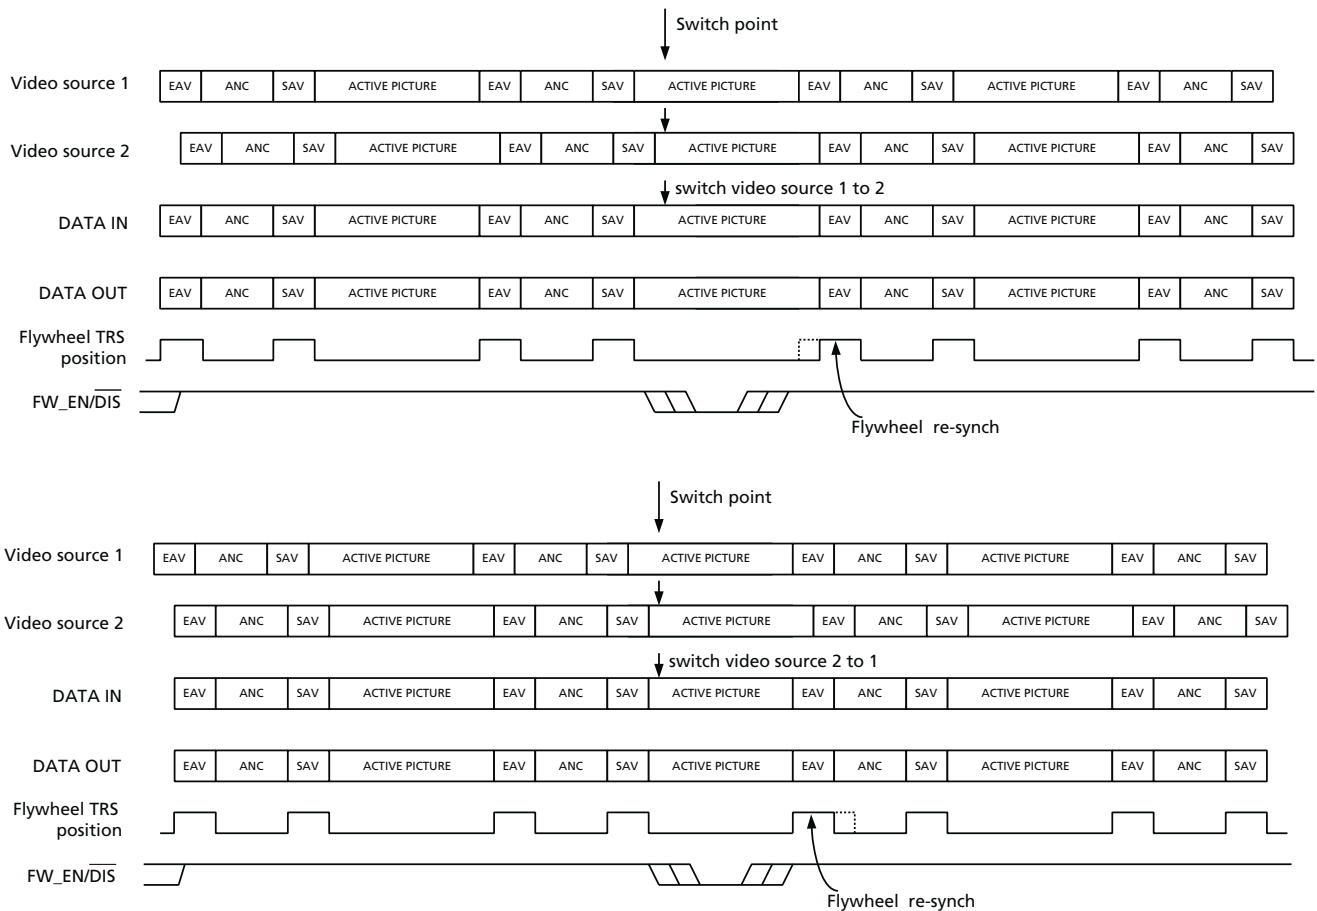 Switch point
Video source 1 EAV ANC SAV ACTIVE PICTURE EAV ANC SAV ACTIVE PICTURE EAV ANC SAV ACTIVE PICTURE EAV ANC SAV
Video source 2 EAV ANC SAV ACTIVE PICTURE EAV ANC SAV ACTIVE PICTURE EAV ANC SAV ACTIVE PICTURE EAV ANC SAV
switch video source 1 to 2
DATA IN EAV ANC SAV ACTIVE PICTURE EAV ANC SAV ACTIVE PICTURE EAV ANC SAV ACTIVE PICTURE EAV ANC SAV
DATA OUT EAV ANC SAV ACTIVE PICTURE EAV ANC SAV ACTIVE PICTURE EAV ANC SAV ACTIVE PICTURE EAV ANC SAV
Flywheel TRS
position
FW_EN/DIS
Flywheel re-synch
Switch point
Video source 1 EAV ANC SAV ACTIVE PICTURE EAV ANC SAV ACTIVE PICTURE EAV ANC SAV ACTIVE PICTURE EAV ANC SAV
Video source 2 EAV ANC SAV ACTIVE PICTURE EAV ANC SAV ACTIVE PICTURE EAV ANC SAV ACTIVE PICTURE EAV ANC SAV
switch video source 2 to 1
DATA IN EAV ANC SAV ACTIVE PICTURE EAV ANC SAV ACTIVE PICTURE EAV ANC SAV ACTIVE PICTURE EAV ANC SAV
DATA OUT EAV ANC SAV ACTIVE PICTURE EAV ANC SAV ACTIVE PICTURE EAV ANC SAV ACTIVE PICTURE EAV ANC SAV
Flywheel TRS
position
FW_EN/DIS
Flywheel re-synch